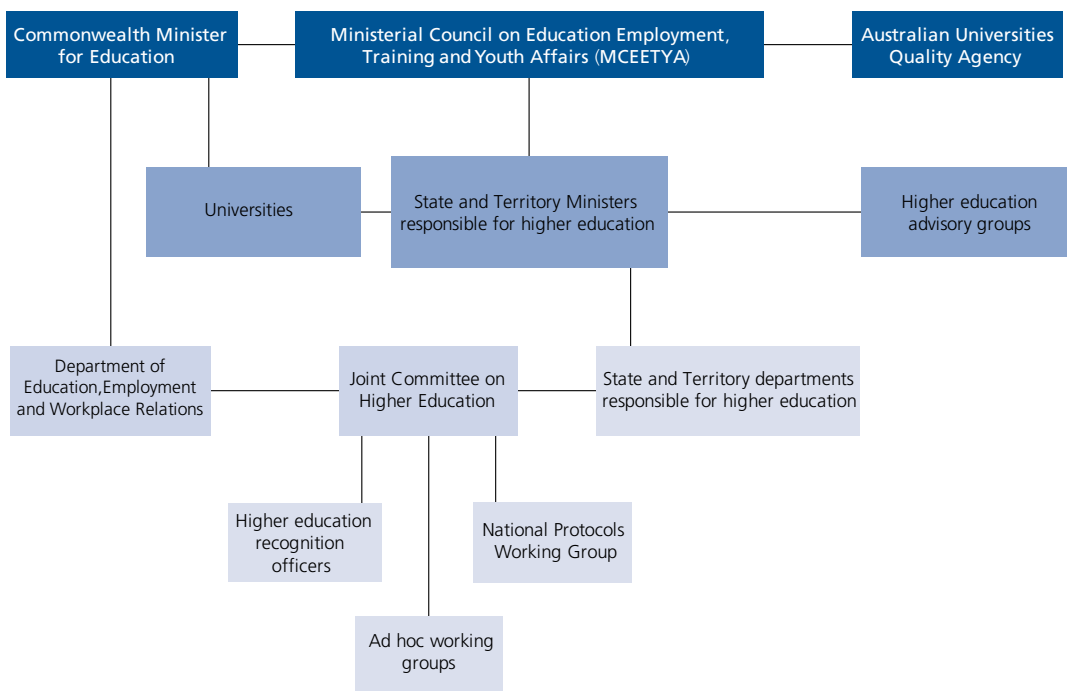 Commonwealth Minister
for Education
Ministerial Council on Education Employment,
Training and Youth Affairs (MCEETYA)
Australian Universities
Quality Agency
Universities
State and Territory Ministers
responsible for higher education
Higher education
advisory groups
Department of
Education,Employment
and Workplace Relations
Joint Committee on
Higher Education
State and Territory departments
responsible for higher education
Higher education
recognition
officers
National Protocols
Working Group
Ad hoc working
groups